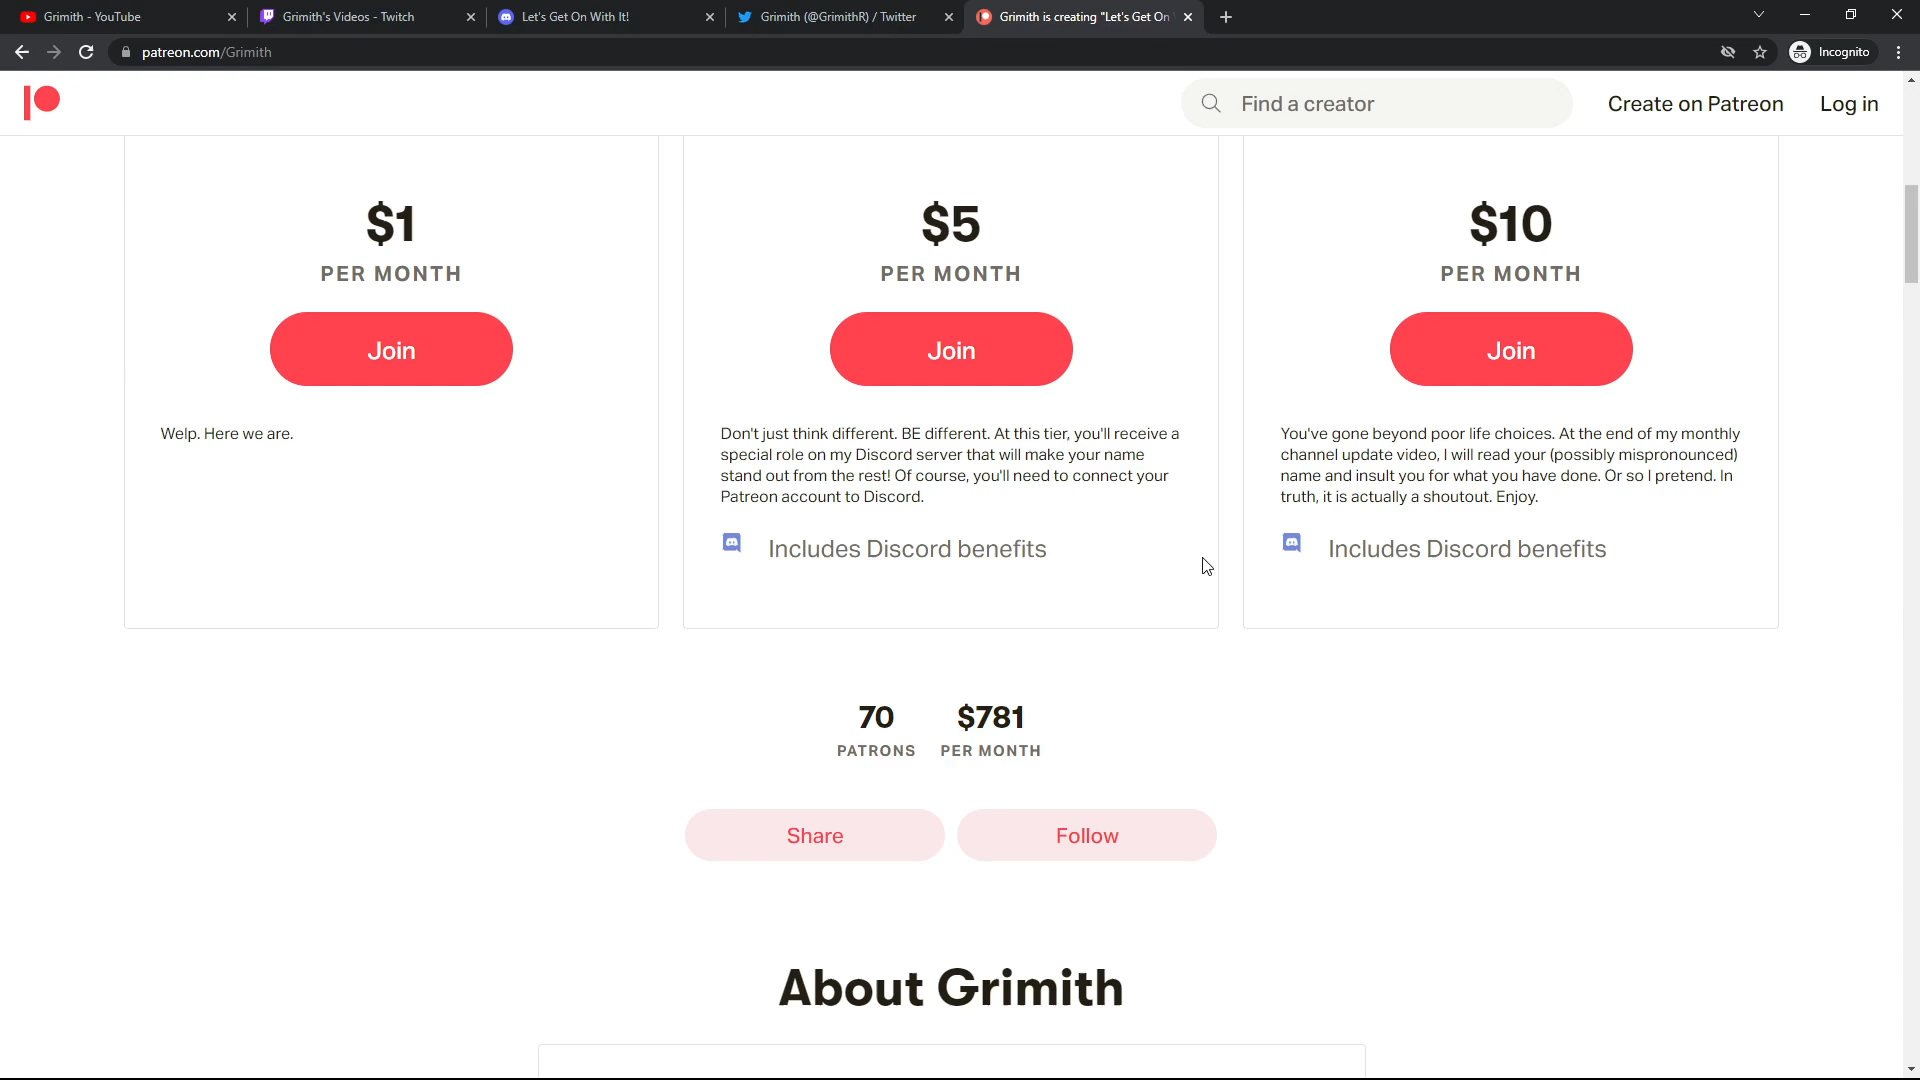 Grimith - YouTube
Grimith's Videos - Twitch
Let's Get On With It!
Grimith (@GrimithR) / Twitter
Grimith is creating "Let's Get On
patreon.com/Grimith
Incognito
Find a creator
Create on Patreon
Log in
$1
PER MONTH
Join
Welp. Here we are.
$5
PER MONTH
Join
Don't just think different. BE different. At this tier, you'll receive a
special role on my Discord server that will make your name
stand out from the rest! Of course, you'll need to connect your
Patreon account to Discord.
Includes Discord benefits
$10
PER MONTH
Join
You've gone beyond poor life choices. At the end of my monthly
channel update video, I will read your (possibly mispronounced)
name and insult you for what you have done. Or so I pretend. In
truth, it is actually a shoutout. Enjoy.
Includes Discord benefits
70
PATRONS
$781
PER MONTH
Share
Follow
About Grimith